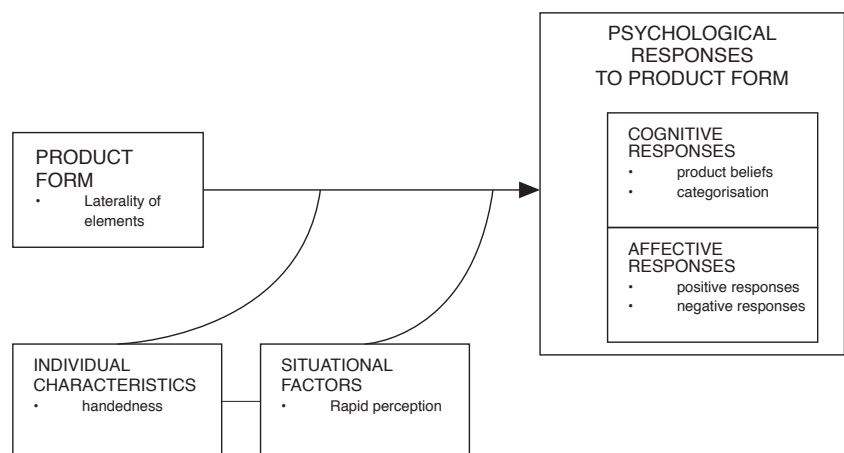 PSYCHOLOGICAL
RESPONSES
TO PRODUCT FORM
PRODUCT
FORM
• Laterality of
elements
COGNITIVE
RESPONSES
• product beliefs
• categorisation
AFFECTIVE
RESPONSES
• positive responses
• negative responses
INDIVIDUAL
CHARACTERISTICS
• handedness
SITUATIONAL
FACTORS
• Rapid perception